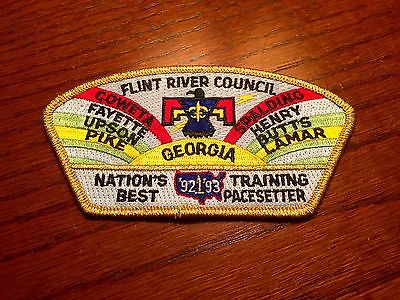 FLINT RIVER COUNCIL
COWETA
FAYETTE
UPSON
PIKE
SPALDING
HENRY
BUTTS
LAMAR
GEORGIA
NATION'S '92 '93 TRAINING
BEST PACESETTER